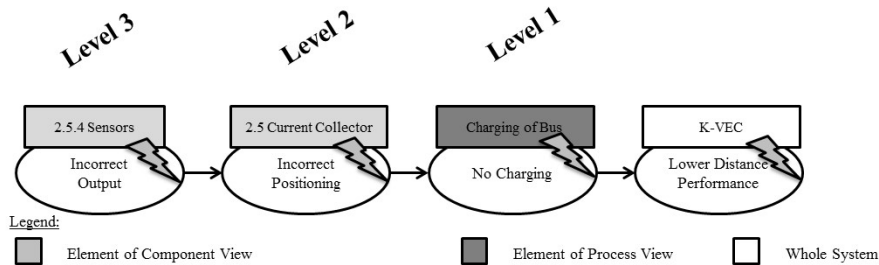 Level 3
Level 2
Level 1
2.5.4 Sensors
2.5 Current Collector
Charging of Bus
K-VEC
Incorrect
Output
Incorrect
Positioning
No Charging
Lower Distance
Performance
Legend:
Element of Component View
Element of Process View
Whole System